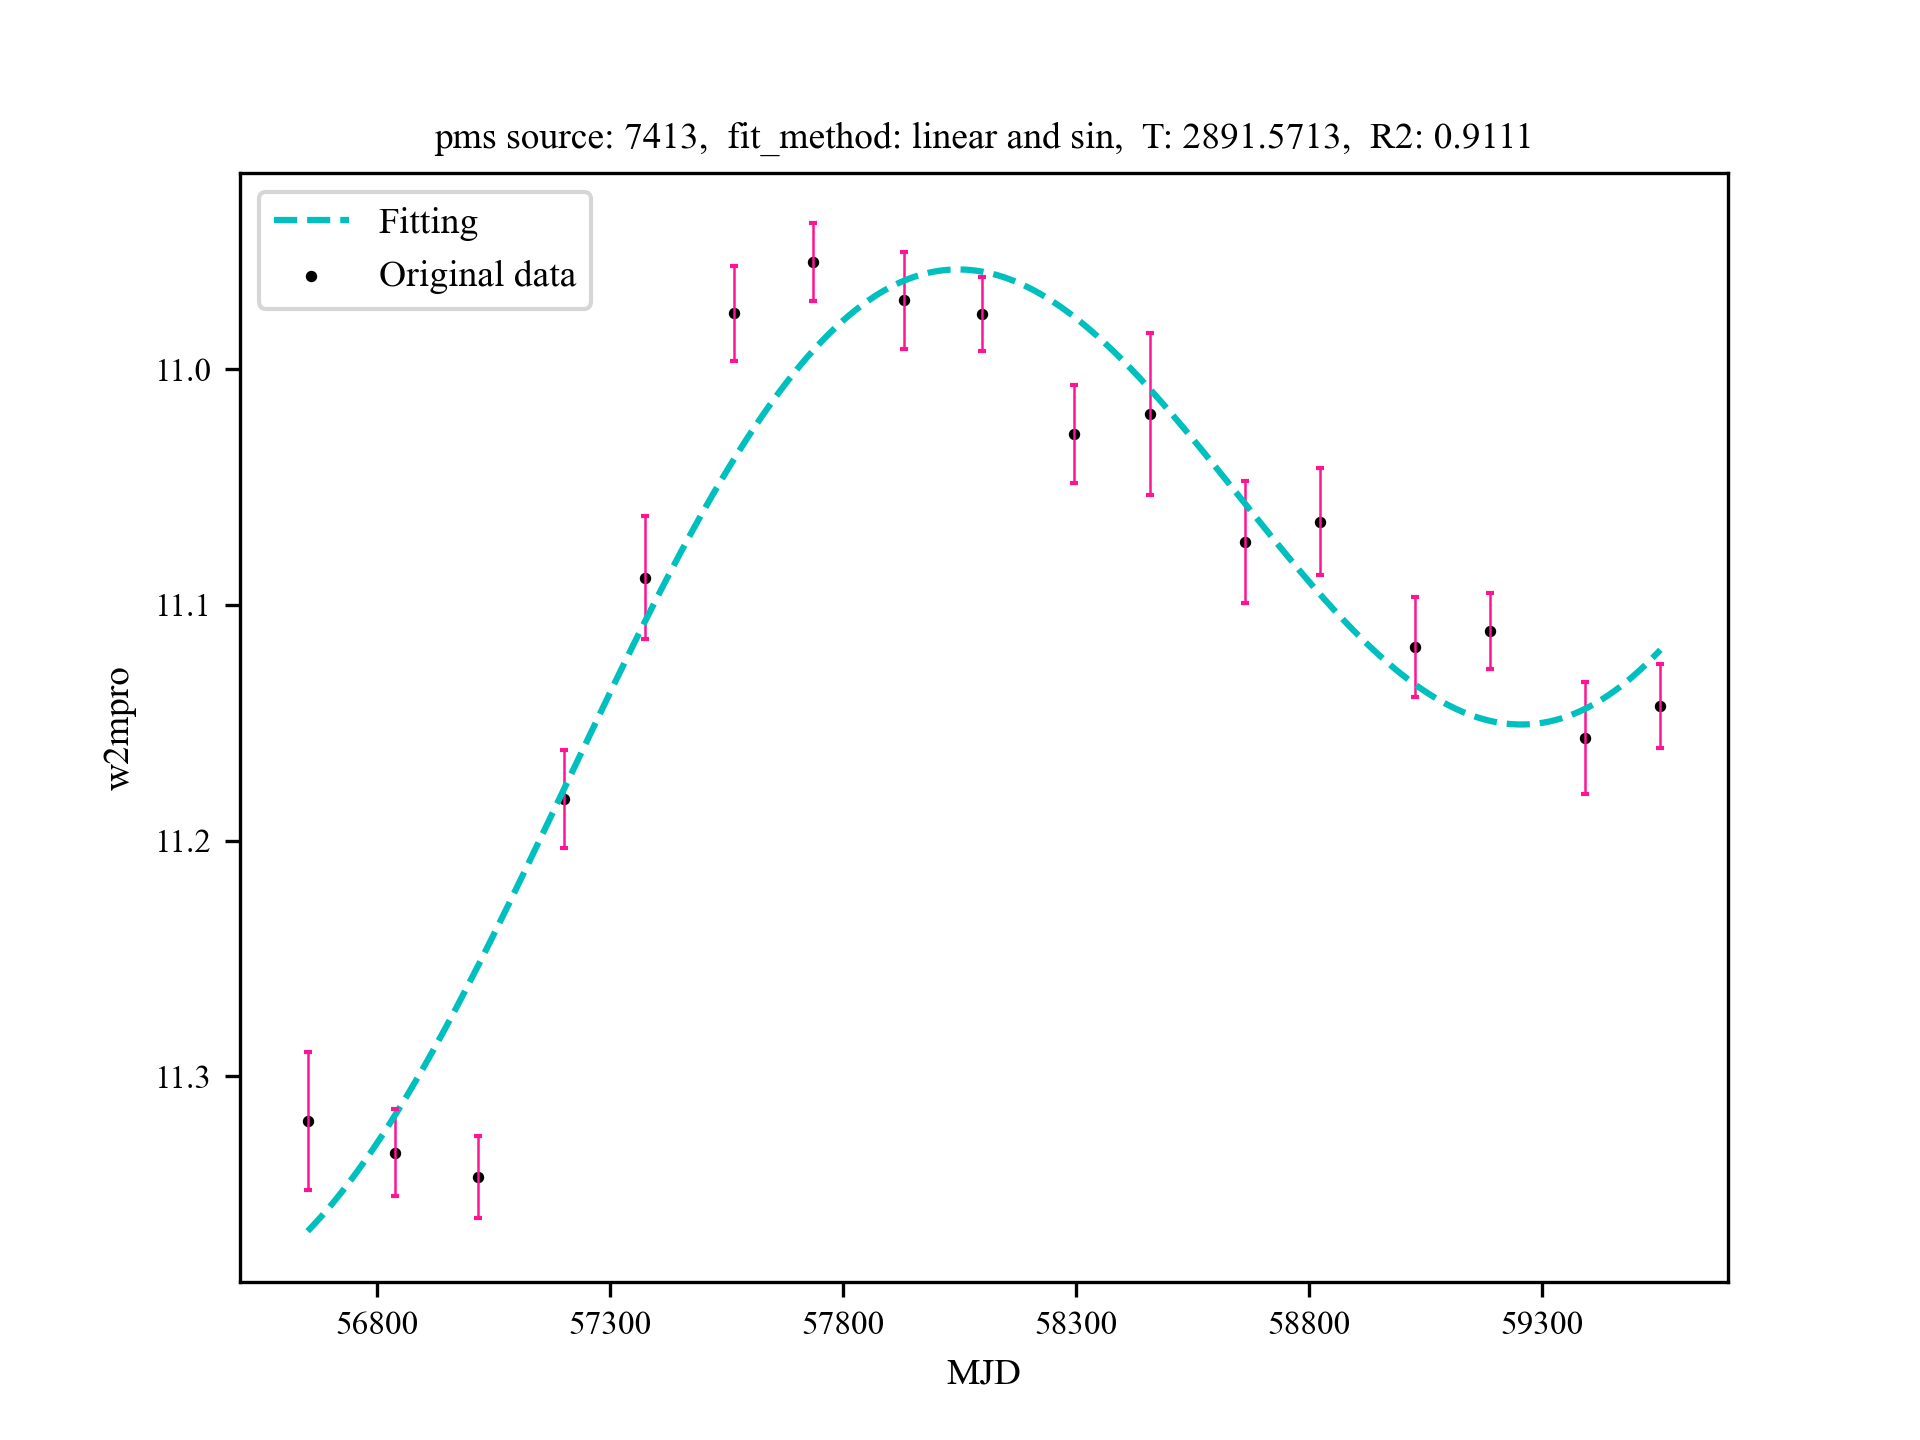 pms source: 7413,  fit_method: linear and sin,  T: 2891.5713,  R2: 0.9111
Fitting
Original data
11.0
11.1
11.2
11.3
w2mpro
56800 57300 57800 58300 58800 59300
MJD